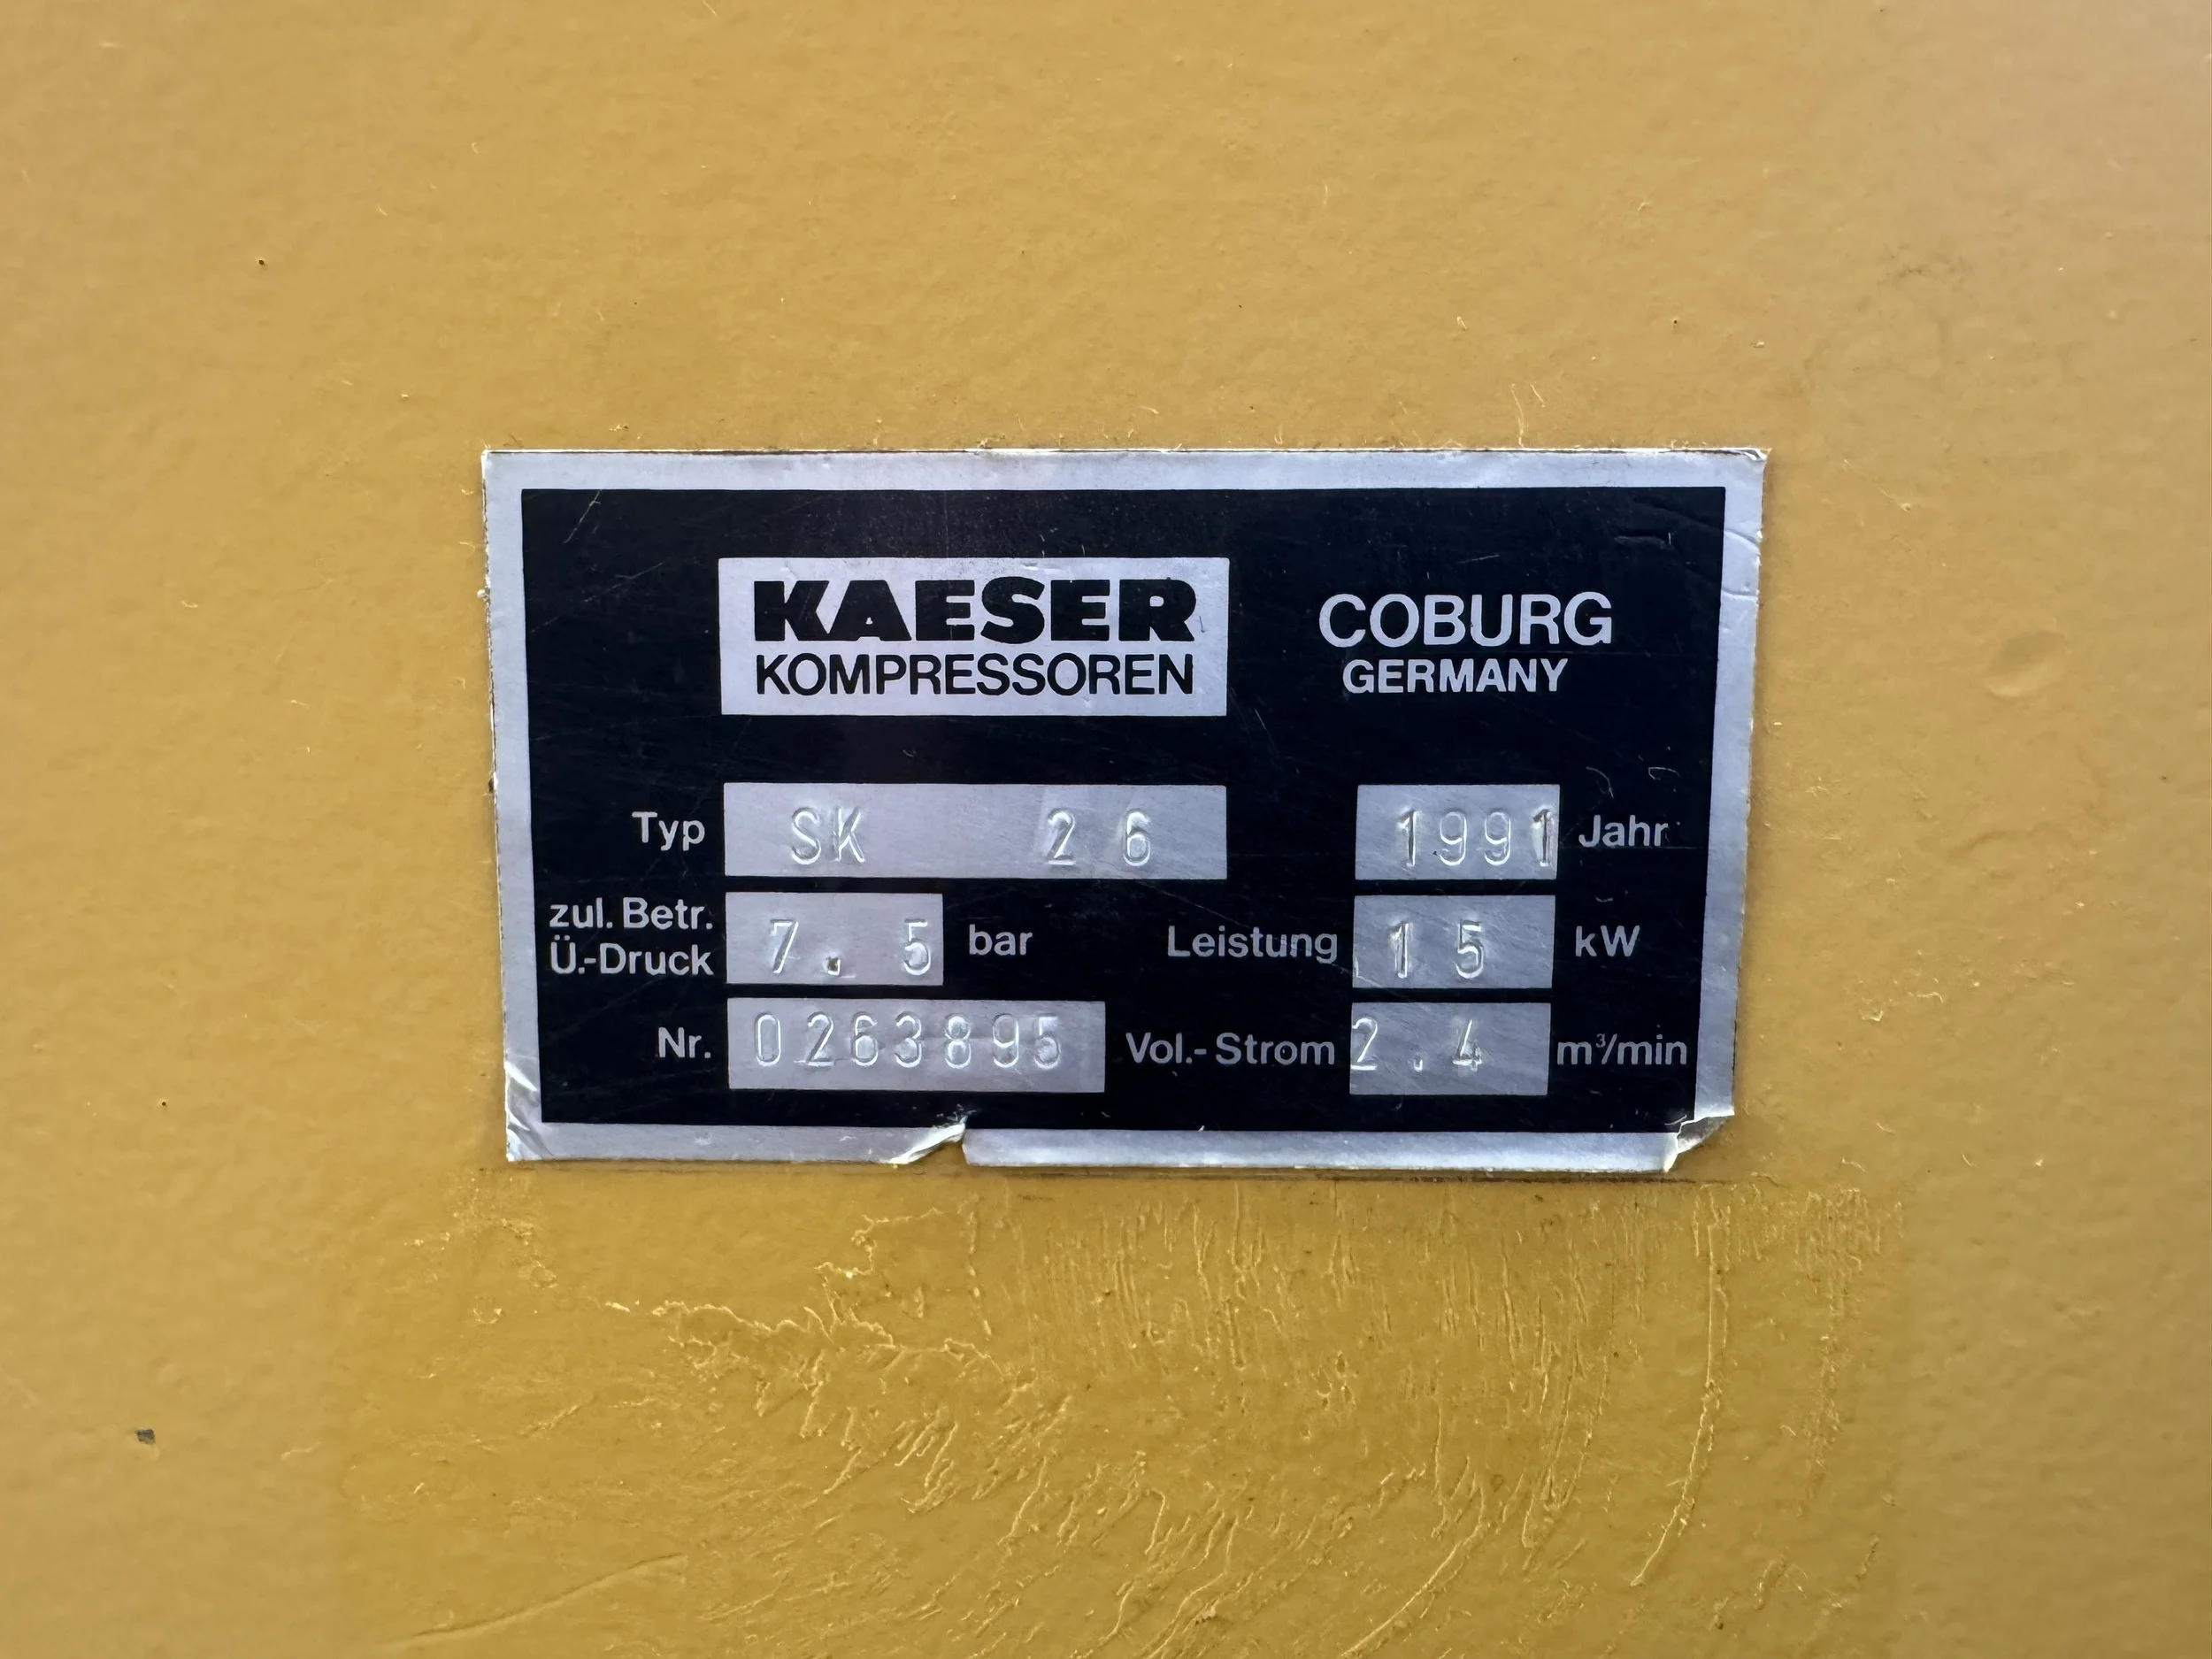 KAESER
KOMPRESSOREN
COBURG
GERMANY
Typ SK 26 1991 Jahr
zul. Betr.
Ü.-Druck 7.5 bar Leistung 15 kW
Nr. 0263895 Vol.-Strom 2.4 m³/min